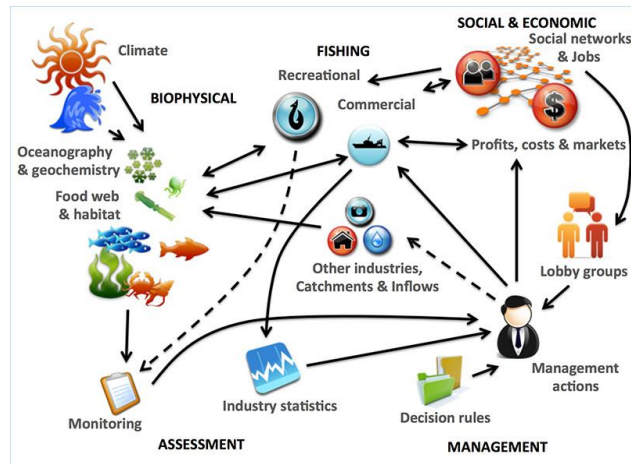 SOCIAL & ECONOMIC
Social networks
& Jobs
Climate
FISHING
Recreational
BIOPHYSICAL
Commercial
Oceanography
& geochemistry
Profits, costs & markets
Food web
& habitat
Other industries,
Catchments & Inflows
Lobby groups
Management
actions
Monitoring
Industry statistics
Decision rules
ASSESSMENT
MANAGEMENT